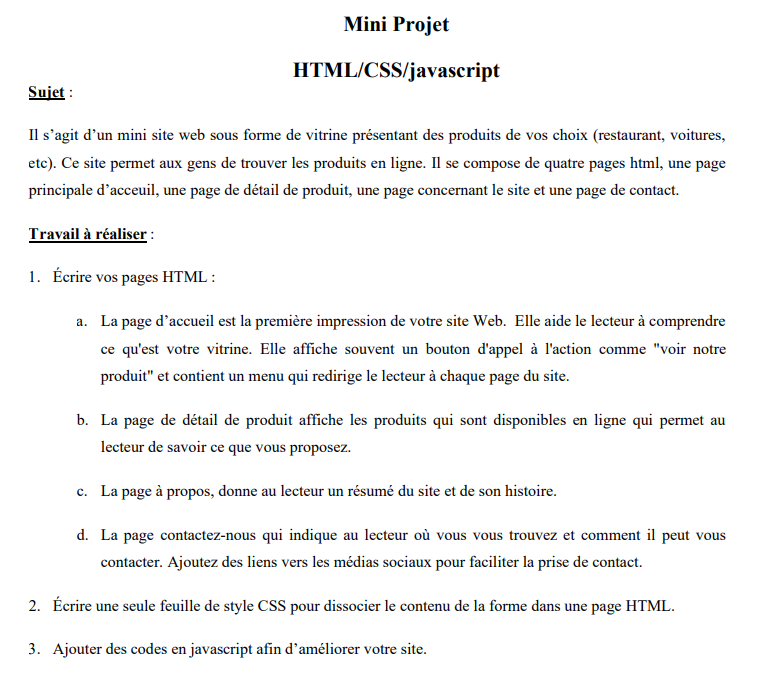 Mini Projet
HTML/CSS/javascript
Sujet :
Il s’agit d’un mini site web sous forme de vitrine présentant des produits de vos choix (restaurant, voitures,
etc). Ce site permet aux gens de trouver les produits en ligne. Il se compose de quatre pages html, une page
principale d’acceuil, une page de détail de produit, une page concernant le site et une page de contact.
Travail à réaliser :
1. Écrire vos pages HTML :
a. La page d’accueil est la première impression de votre site Web. Elle aide le lecteur à comprendre
ce qu'est votre vitrine. Elle affiche souvent un bouton d'appel à l'action comme "voir notre
produit" et contient un menu qui redirige le lecteur à chaque page du site.
b. La page de détail de produit affiche les produits qui sont disponibles en ligne qui permet au
lecteur de savoir ce que vous proposez.
c. La page à propos, donne au lecteur un résumé du site et de son histoire.
d. La page contactez-nous qui indique au lecteur où vous vous trouvez et comment il peut vous
contacter. Ajoutez des liens vers les médias sociaux pour faciliter la prise de contact.
2. Écrire une seule feuille de style CSS pour dissocier le contenu de la forme dans une page HTML.
3. Ajouter des codes en javascript afin d’améliorer votre site.